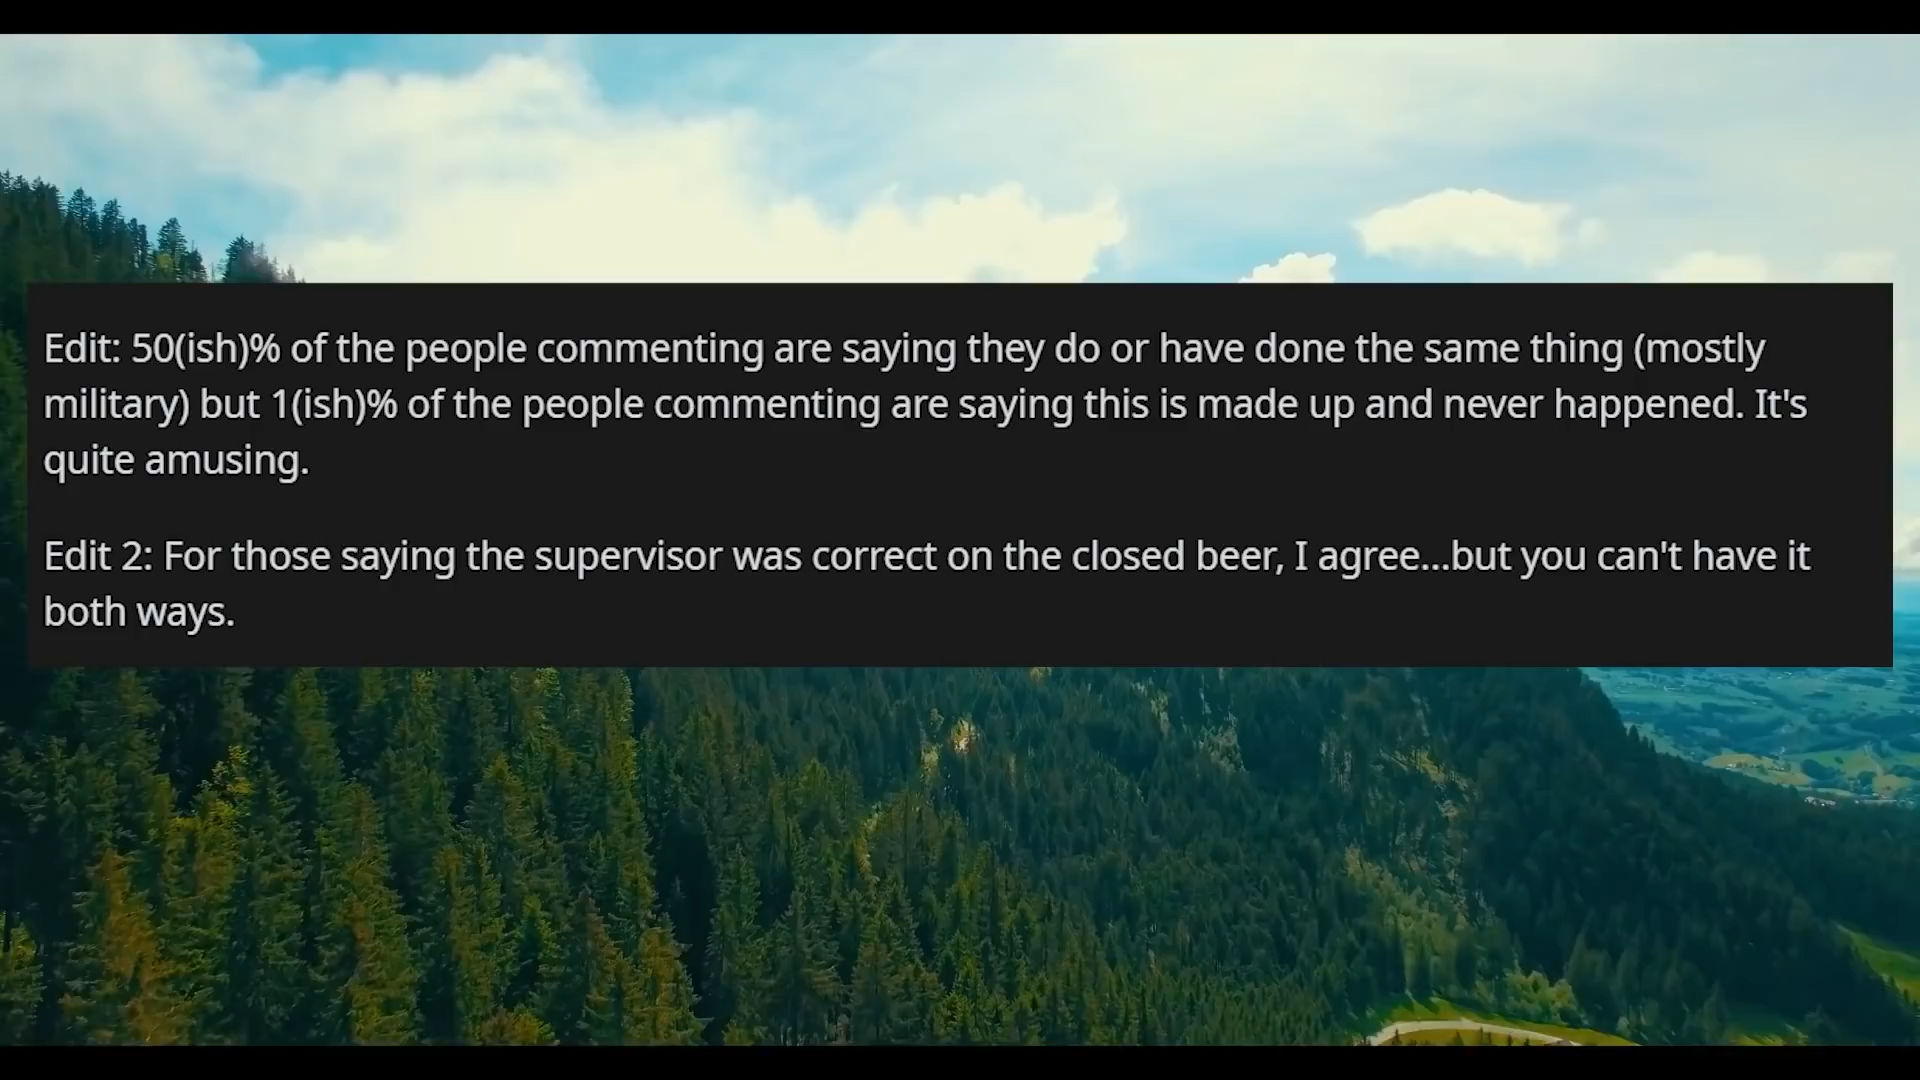 Edit: 50(ish)% of the people commenting are saying they do or have done the same thing (mostly
military) but 1(ish)% of the people commenting are saying this is made up and never happened. It's
quite amusing.
Edit 2: For those saying the supervisor was correct on the closed beer, I agree...but you can't have it
both ways.